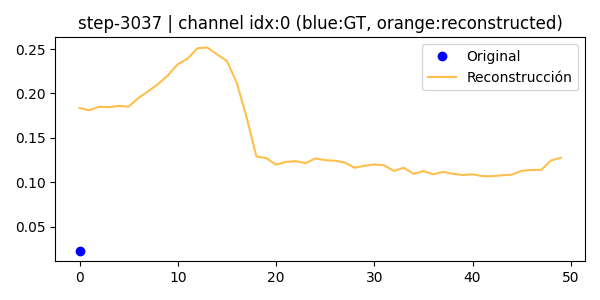 step-3037 | channel idx:0 (blue:GT, orange:reconstructed)
Original
Reconstrucción
0.25
0.20
0.15
0.10
0.05
0 10 20 30 40 50